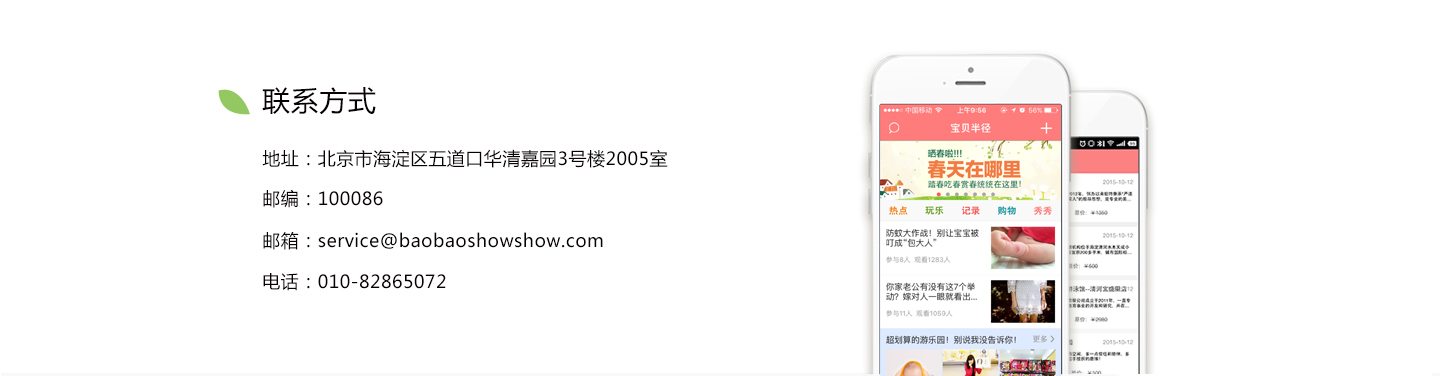 联系方式
地址：北京市海淀区五道口华清嘉园3号楼2005室
邮编：100086
邮箱：service@baobaoshowshow.com
电话：010-82865072
中国移动 上午9:56 56%
宝贝半径
晒春啦!!!
春天在哪里
踏春吃春赏春统统在这里!
热点 玩乐 记录 购物 秀秀
防蚊大作战！别让宝宝被
叮成“包大人”
参与8人 观看1283人
你家老公有没有这7个举
动？嫁对人一眼就看出...
参与11人 观看1059人
超划算的游乐园！别说我没告诉你！ 更多
2015-10-12
原价：￥1360
2015-10-12
￥600
原价：￥2980
2015-10-12
￥300